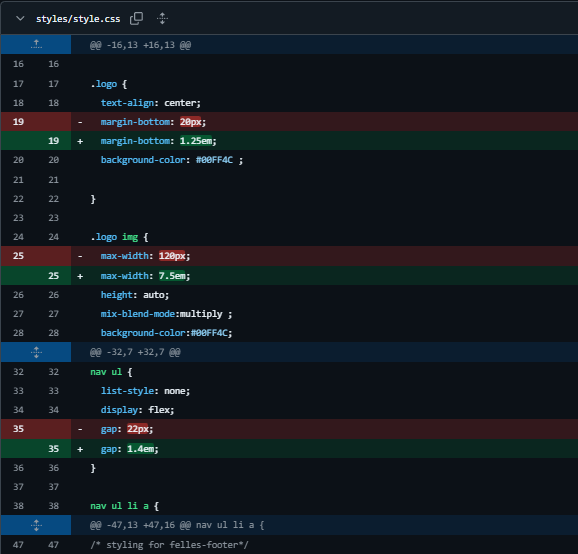 styles/style.css
@@ -16,13 +16,13 @@
16 16
17 17 .logo {
18 18 text-align: center;
19 - margin-bottom: 20px;
19 + margin-bottom: 1.25em;
20 20 background-color: #00FF4C ;
21 21
22 22 }
23 23
24 24 .logo img {
25 - max-width: 120px;
25 + max-width: 7.5em;
26 26 height: auto;
27 27 mix-blend-mode:multiply ;
28 28 background-color:#00FF4C;
@@ -32,7 +32,7 @@
32 32 nav ul {
33 33 list-style: none;
34 34 display: flex;
35 - gap: 22px;
35 + gap: 1.4em;
36 36 }
37 37
38 38 nav ul li a {
@@ -47,13 +47,16 @@ nav ul li a {
47 47 /* styling for felles-footer*/